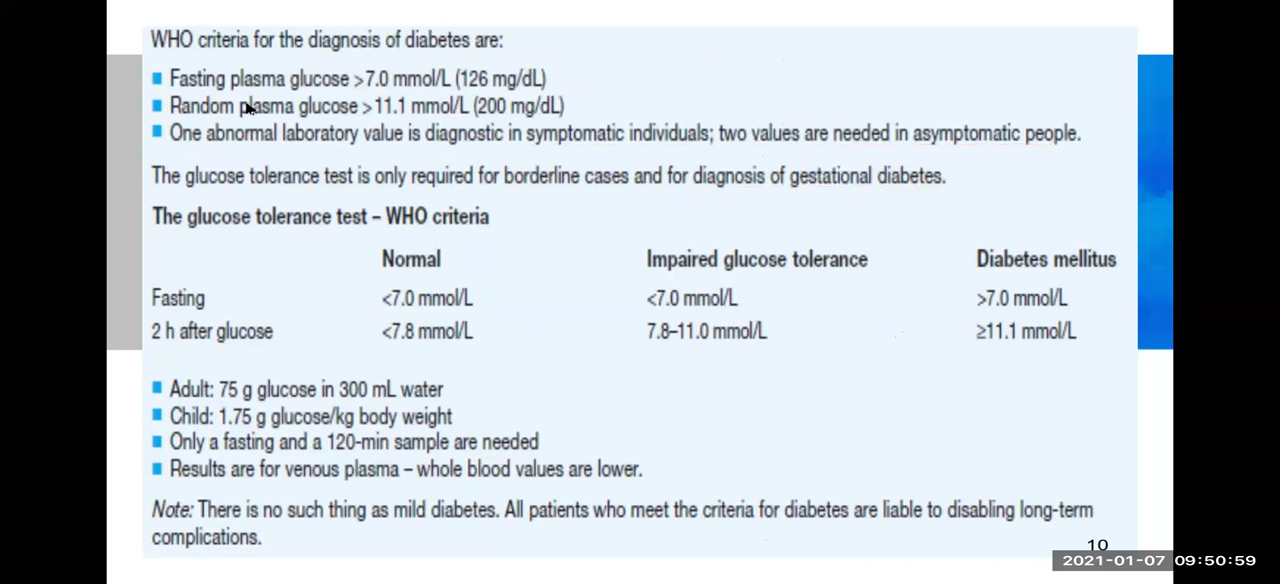 WHO criteria for the diagnosis of diabetes are:
Fasting plasma glucose >7.0 mmol/L (126 mg/dL)
Random plasma glucose >11.1 mmol/L (200 mg/dL)
One abnormal laboratory value is diagnostic in symptomatic individuals; two values are needed in asymptomatic people.
The glucose tolerance test is only required for borderline cases and for diagnosis of gestational diabetes.
The glucose tolerance test – WHO criteria
Normal Impaired glucose tolerance Diabetes mellitus
Fasting <7.0 mmol/L <7.0 mmol/L >7.0 mmol/L
2 h after glucose <7.8 mmol/L 7.8–11.0 mmol/L ≥11.1 mmol/L
Adult: 75 g glucose in 300 mL water
Child: 1.75 g glucose/kg body weight
Only a fasting and a 120-min sample are needed
Results are for venous plasma – whole blood values are lower.
Note: There is no such thing as mild diabetes. All patients who meet the criteria for diabetes are liable to disabling long-term
complications.
10
2021-01-07 09:50:59